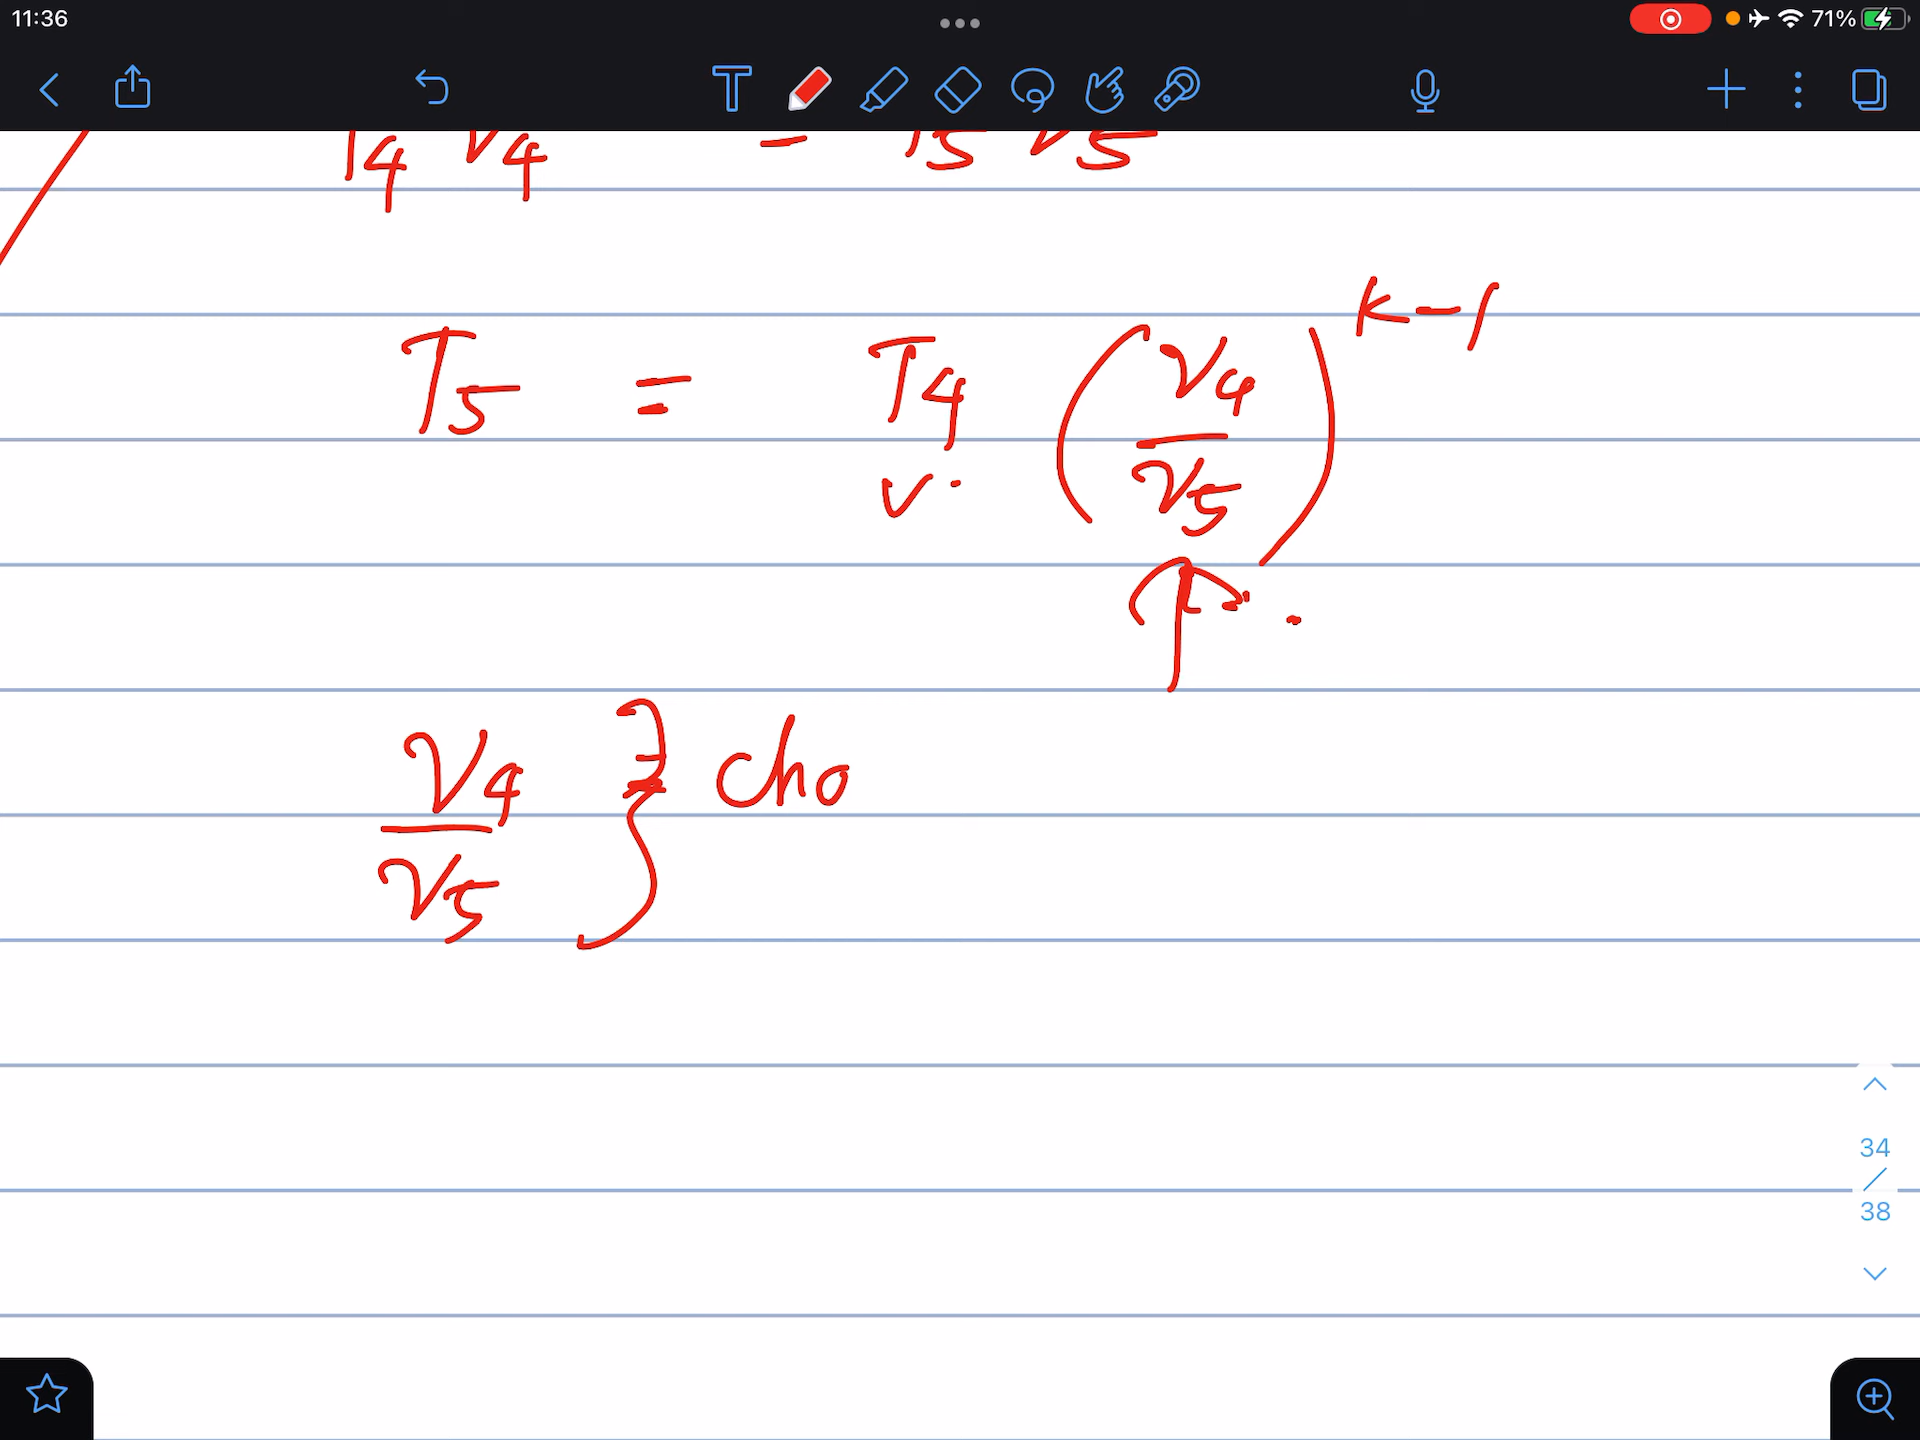 11:36
71%
T
T4 V4 = T5 V5
T5 = T4 (V4/V5)^k-1
V4/V5 } cho
34
/
38